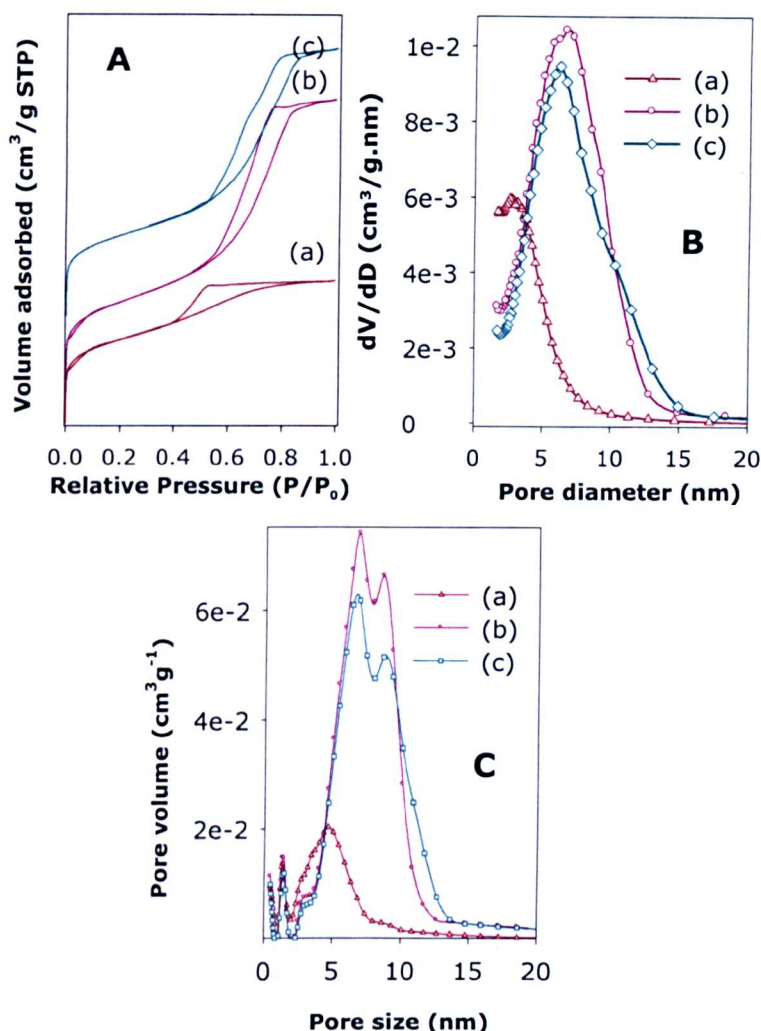 A
(c)
(b)
(a)
Volume adsorbed (cm³/g STP)
0.0 0.2 0.4 0.6 0.8 1.0
Relative Pressure (P/P₀)
1e-2
8e-3
6e-3
4e-3
2e-3
0
(a)
(b)
(c)
B
dV/dD (cm³/g.nm)
0 5 10 15 20
Pore diameter (nm)
6e-2
4e-2
2e-2
(a)
(b)
(c)
C
Pore volume (cm³g⁻¹)
0 5 10 15 20
Pore size (nm)